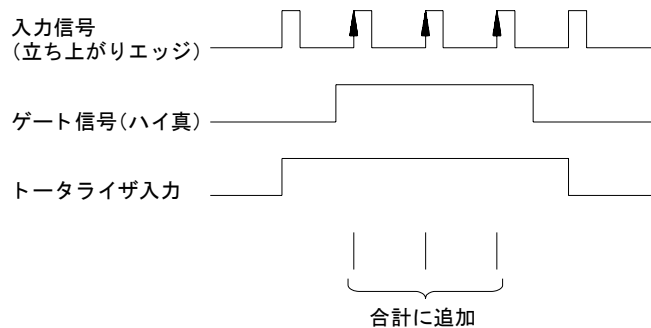 入力信号
(立ち上がりエッジ)
ゲート信号(ハイ真)
トータライザ入力
合計に追加